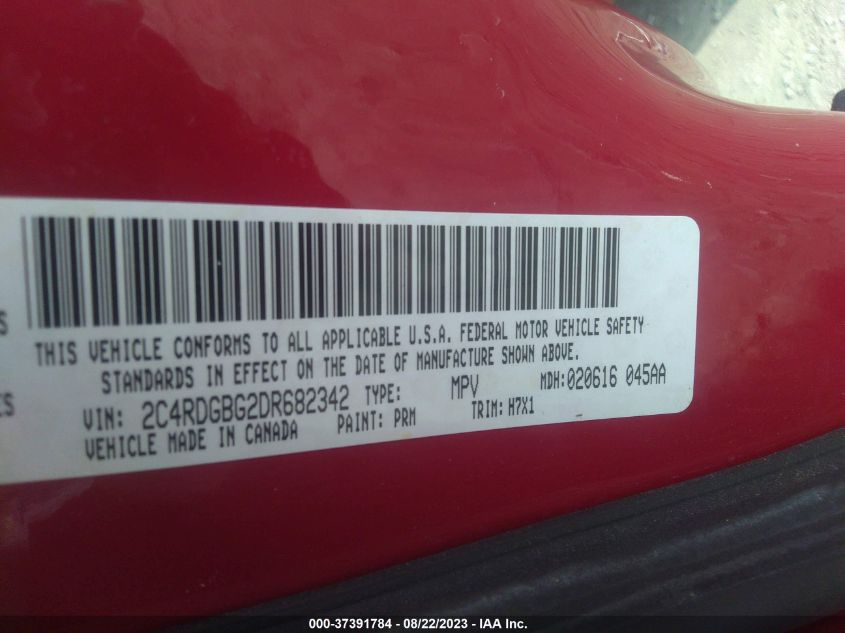 S
THIS VEHICLE CONFORMS TO ALL APPLICABLE U.S.A. FEDERAL MOTOR VEHICLE SAFETY
STANDARDS IN EFFECT ON THE DATE OF MANUFACTURE SHOWN ABOVE.
ES
VIN: 2C4RDGBG2DR682342 TYPE: MPV MDH:020616 045AA
VEHICLE MADE IN CANADA PAINT: PRM TRIM: H7X1
000-37391784 - 08/22/2023 - IAA Inc.